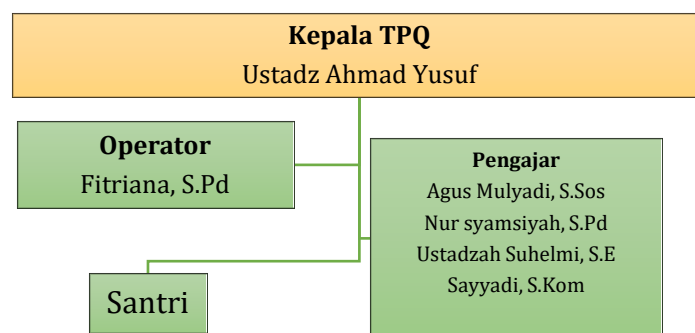 Kepala TPQ
Ustadz Ahmad Yusuf
Operator
Fitriana, S.Pd
Pengajar
Agus Mulyadi, S.Sos
Nur syamsiyah, S.Pd
Ustadzah Suhelmi, S.E
Sayyadi, S.Kom
Santri